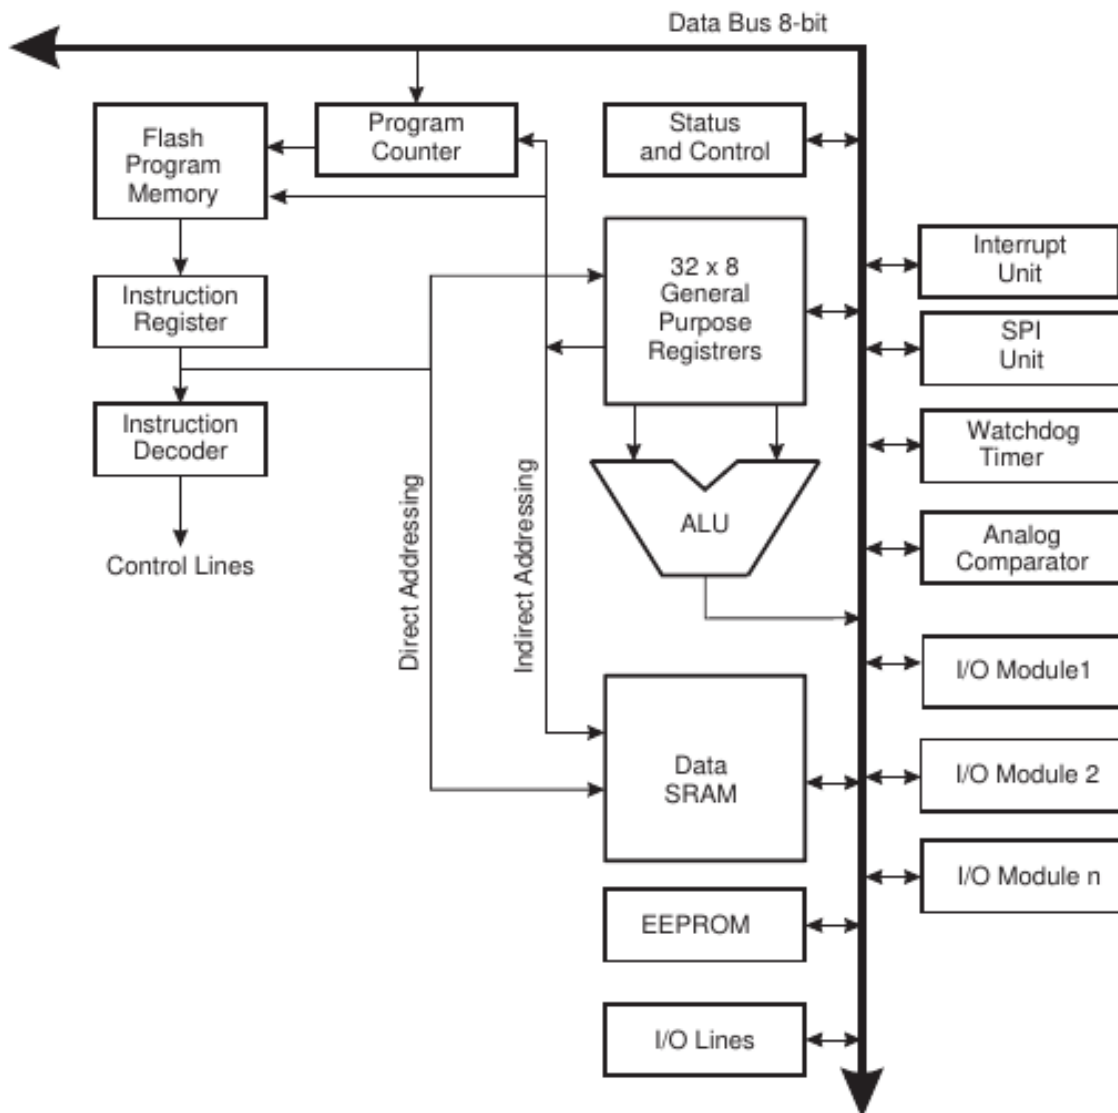 Data Bus 8-bit
Flash
Program
Memory
Program
Counter
Status
and Control
Instruction
Register
32 x 8
General
Purpose
Registrers
Interrupt
Unit
SPI
Unit
Instruction
Decoder
Watchdog
Timer
Control Lines
Direct Addressing
Indirect Addressing
ALU
Analog
Comparator
I/O Module1
Data
SRAM
I/O Module 2
I/O Module n
EEPROM
I/O Lines